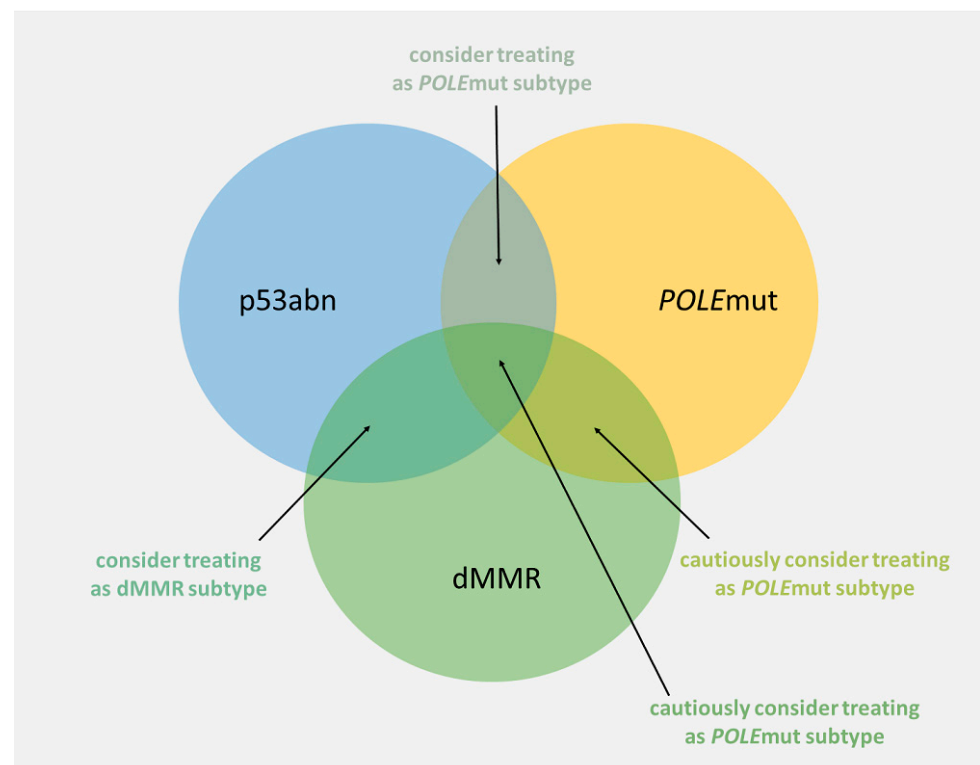 consider treating
as POLEmut subtype
p53abn
POLEmut
consider treating
as dMMR subtype
dMMR
cautiously consider treating
as POLEmut subtype
cautiously consider treating
as POLEmut subtype